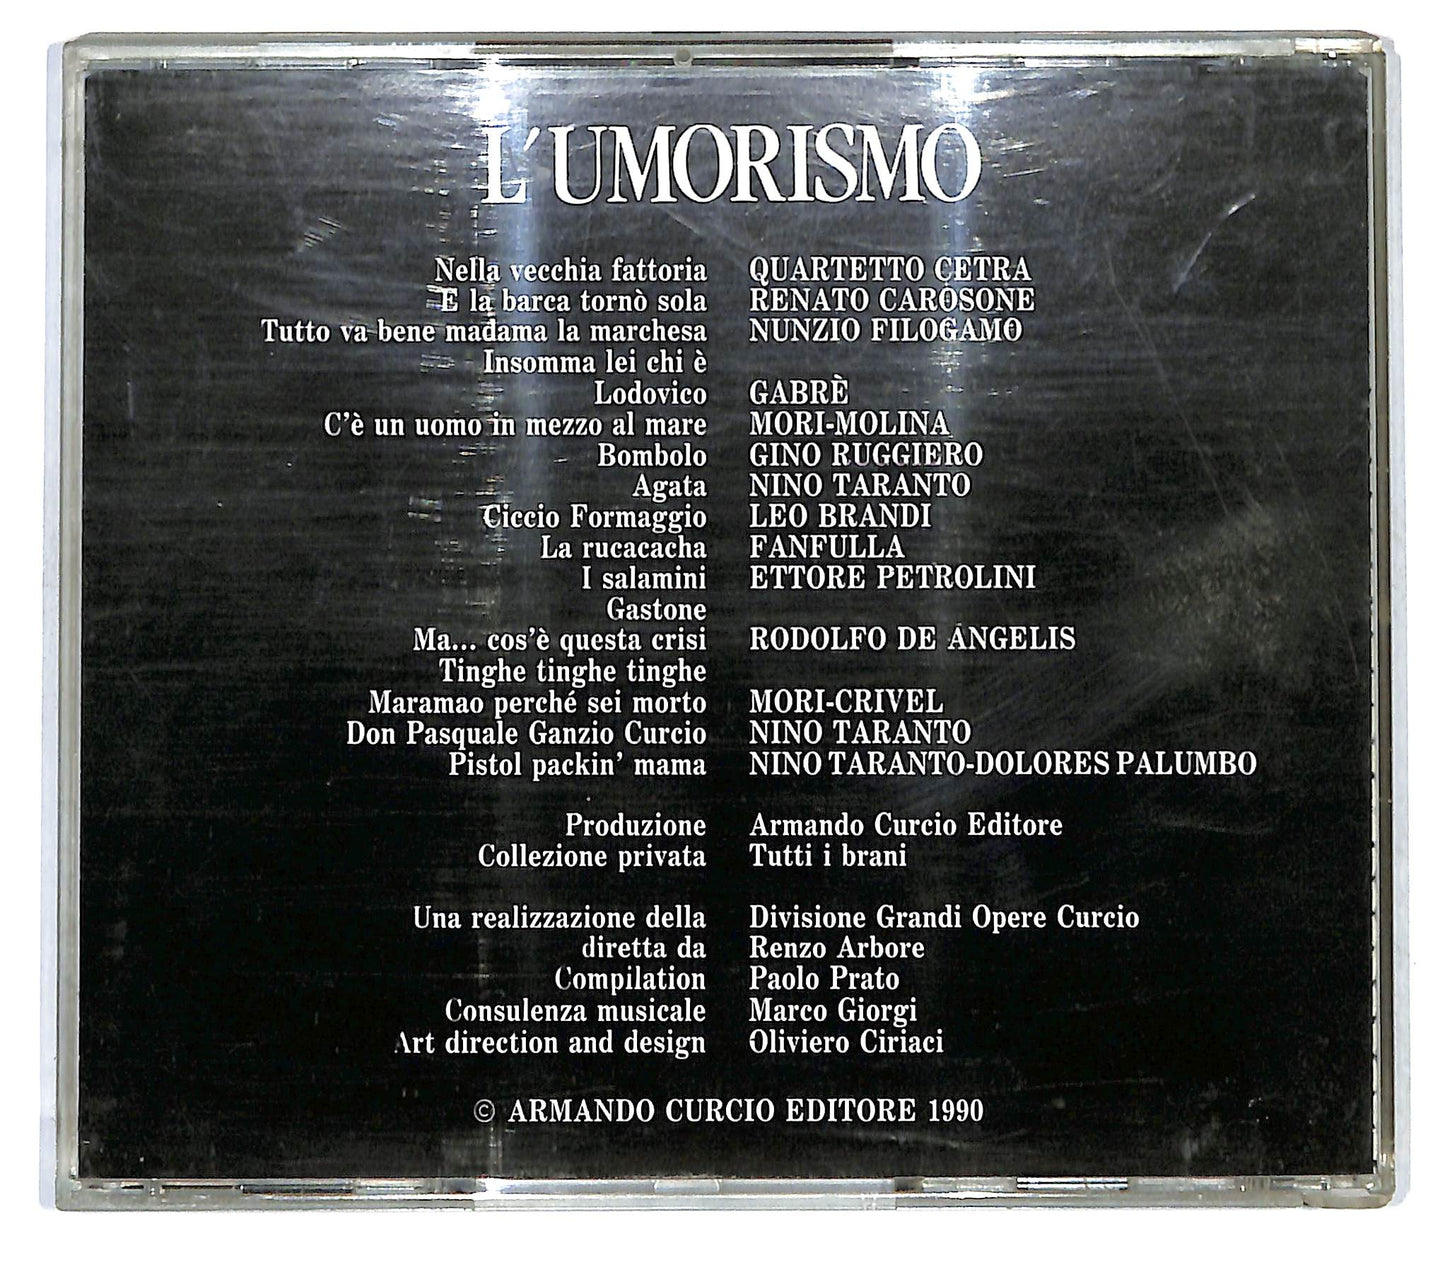 L'UMORISMO
Nella vecchia fattoria QUARTETTO CETRA
E la barca tornò sola RENATO CAROSONE
Tutto va bene madama la marchesa NUNZIO FILOGAMO
Insomma lei chi è
Lodovico GABRÈ
C'è un uomo in mezzo al mare MORI-MOLINA
Bombolo GINO RUGGIERO
Agata NINO TARANTO
Ciccio Formaggio LEO BRANDI
La rucacacha FANFULLA
I salamini ETTORE PETROLINI
Gastone
Ma... cos'è questa crisi RODOLFO DE ANGELIS
Tinghe tinghe tinghe
Maramao perché sei morto MORI-CRIVEL
Don Pasquale Ganzio Curcio NINO TARANTO
Pistol packin' mama NINO TARANTO-DOLORES PALUMBO
Produzione Armando Curcio Editore
Collezione privata Tutti i brani
Una realizzazione della Divisione Grandi Opere Curcio
diretta da Renzo Arbore
Compilation Paolo Prato
Consulenza musicale Marco Giorgi
Art direction and design Oliviero Ciriaci
© ARMANDO CURCIO EDITORE 1990